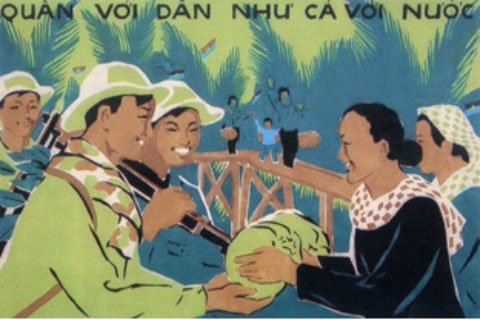 QUÂN VỚI DÂN NHƯ CÁ VỚI NƯỚC